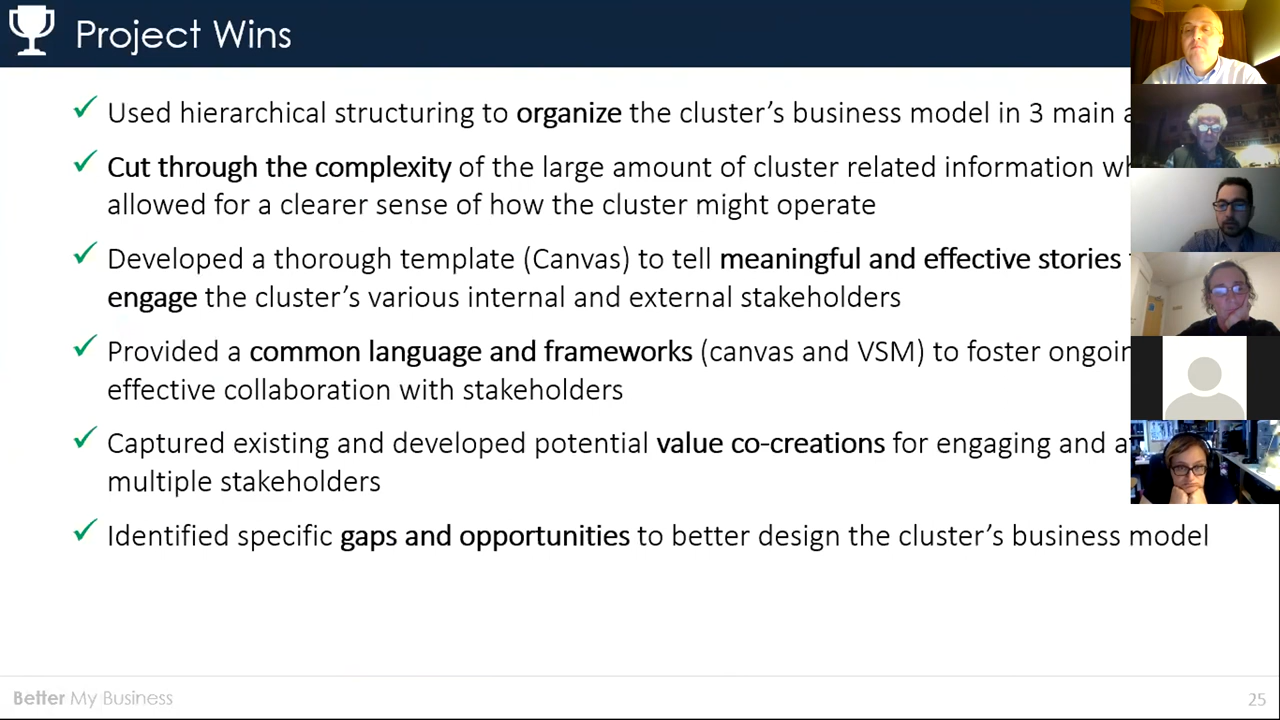 Project Wins
Used hierarchical structuring to organize the cluster's business model in 3 main
Cut through the complexity of the large amount of cluster related information
allowed for a clearer sense of how the cluster might operate
Developed a thorough template (Canvas) to tell meaningful and effective stories
engage the cluster's various internal and external stakeholders
Provided a common language and frameworks (canvas and VSM) to foster
effective collaboration with stakeholders
Captured existing and developed potential value co-creations for engaging and
multiple stakeholders
Identified specific gaps and opportunities to better design the cluster's business model
Better My Business
25